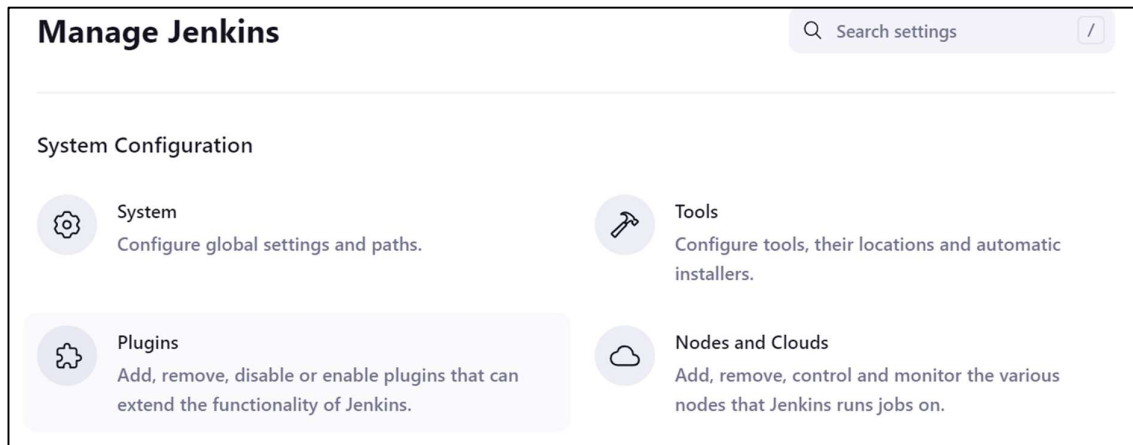 Manage Jenkins
Search settings
/
System Configuration
System
Configure global settings and paths.
Tools
Configure tools, their locations and automatic
installers.
Plugins
Add, remove, disable or enable plugins that can
extend the functionality of Jenkins.
Nodes and Clouds
Add, remove, control and monitor the various
nodes that Jenkins runs jobs on.